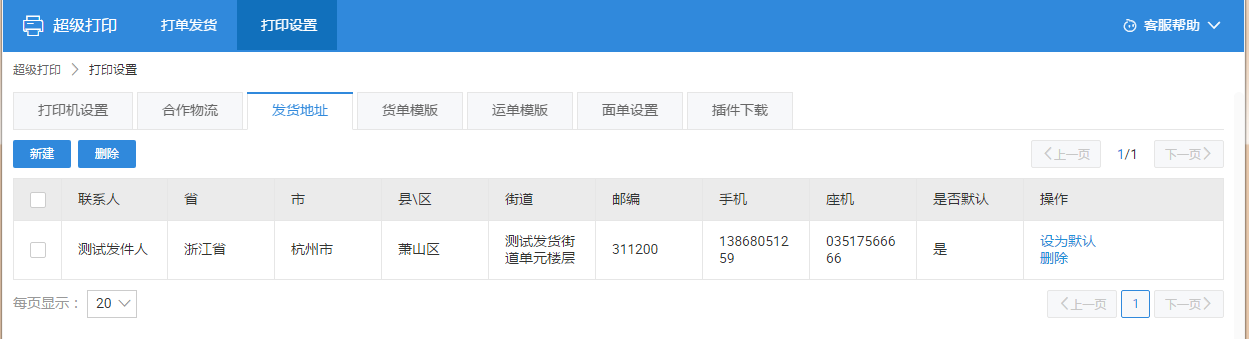 超级打印 打单发货 打印设置 客服帮助
超级打印 打印设置
打印机设置 合作物流 发货地址 货单模版 运单模版 面单设置 插件下载
新建 删除 上一页 1/1 下一页
联系人 省 市 县\区 街道 邮编 手机 座机 是否默认 操作
测试发件人 浙江省 杭州市 萧山区 测试发货街 311200 138680512 035175666 是 设为默认
道单元楼层 59 66 删除
每页显示: 20 上一页 1 下一页